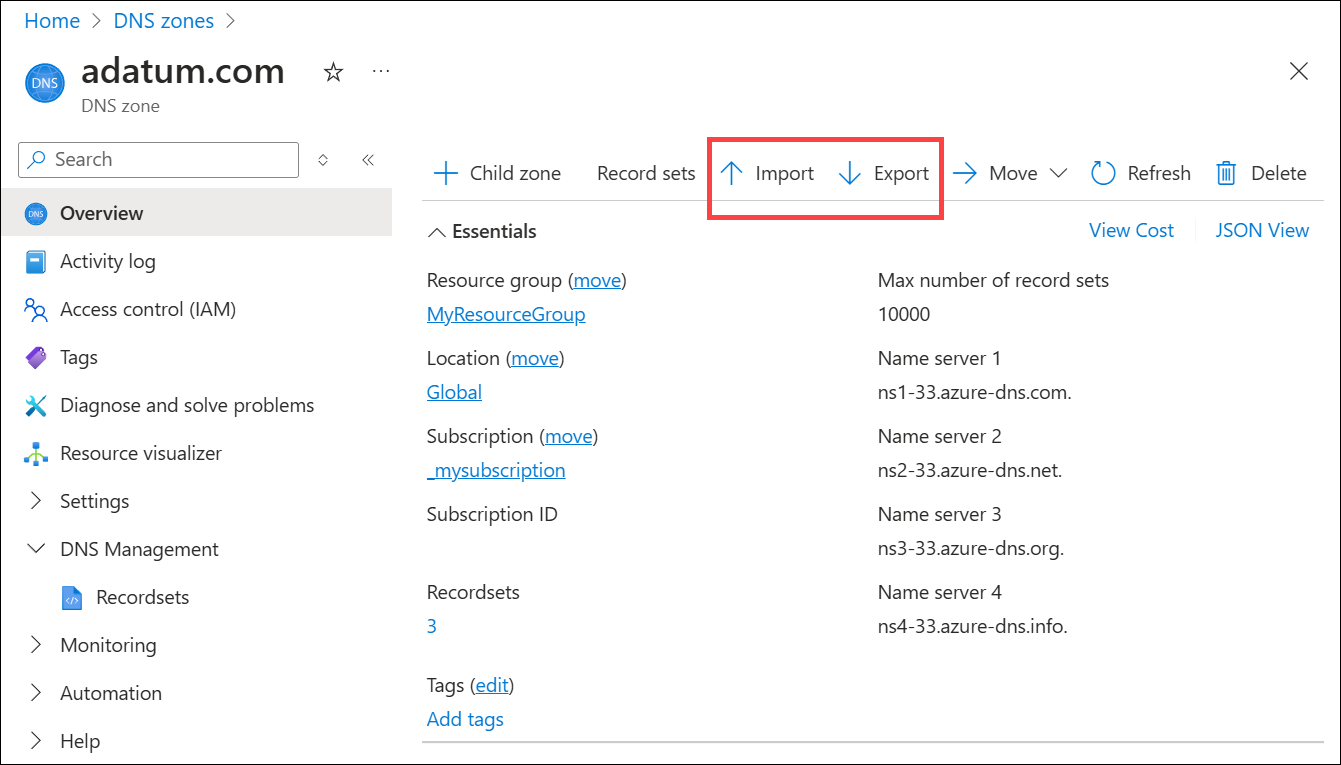 Home > DNS zones >
DNS
adatum.com
...
DNS zone
Search
Child zone Record sets Import Export Move Refresh Delete
DNS Overview
Activity log
Access control (IAM)
Tags
Diagnose and solve problems
Resource visualizer
Settings
DNS Management
Recordsets
Monitoring
Automation
Help
Essentials
View Cost JSON View
Resource group (move)
MyResourceGroup
Location (move)
Global
Subscription (move)
_mysubscription
Subscription ID
Recordsets
3
Tags (edit)
Add tags
Max number of record sets
10000
Name server 1
ns1-33.azure-dns.com.
Name server 2
ns2-33.azure-dns.net.
Name server 3
ns3-33.azure-dns.org.
Name server 4
ns4-33.azure-dns.info.